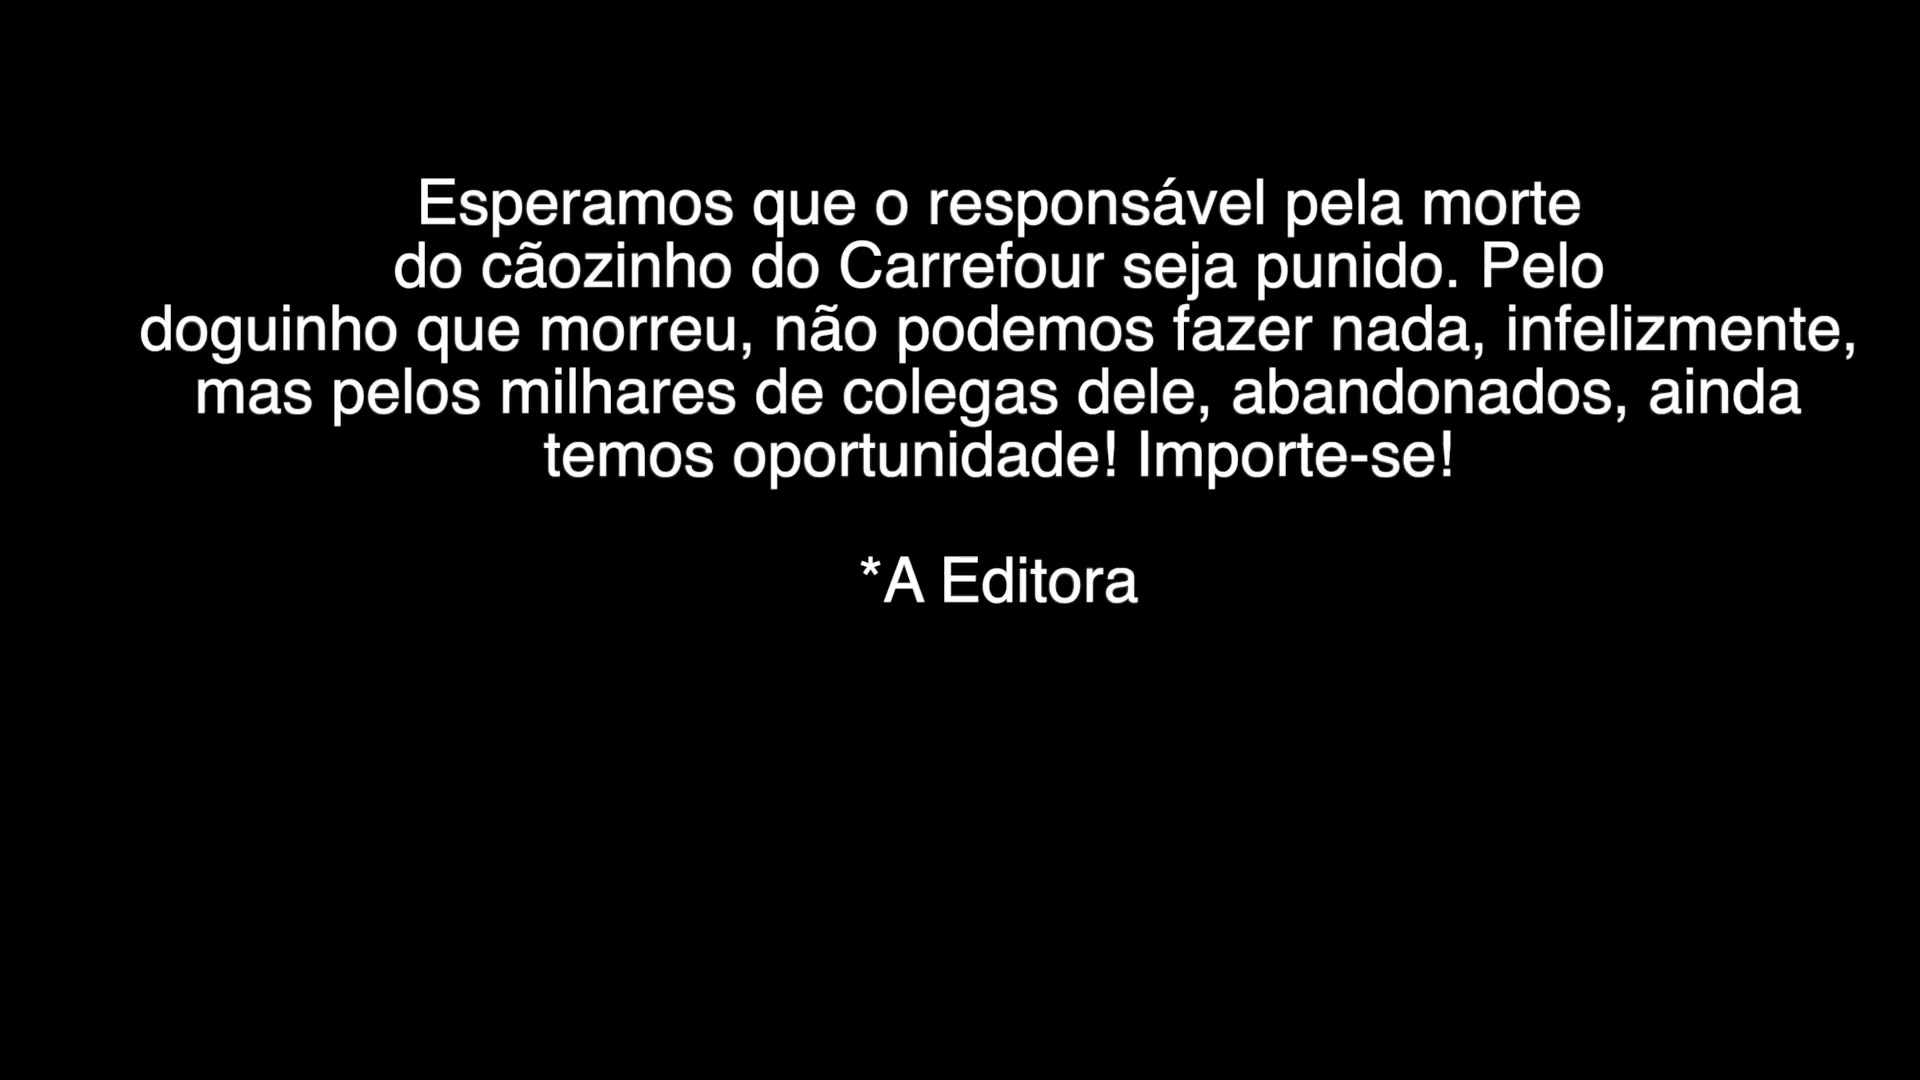 Esperamos que o responsável pela morte
do cãozinho do Carrefour seja punido. Pelo
doguinho que morreu, não podemos fazer nada, infelizmente,
mas pelos milhares de colegas dele, abandonados, ainda
temos oportunidade! Importe-se!
*A Editora